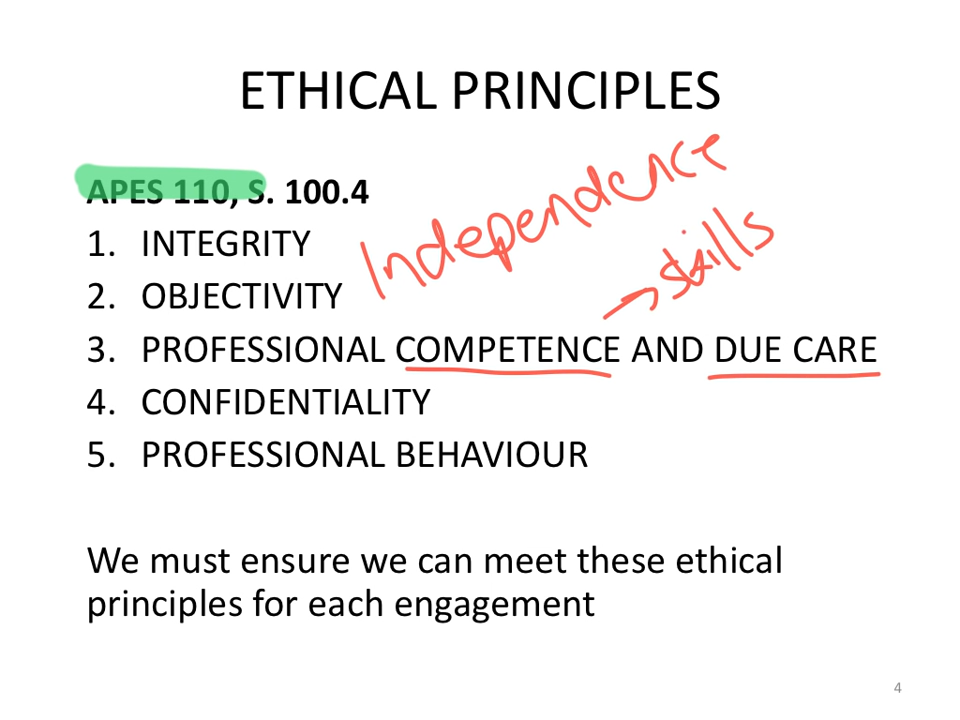 ETHICAL PRINCIPLES
APES 110, S. 100.4
1. INTEGRITY
Independence
2. OBJECTIVITY
→ skills
3. PROFESSIONAL COMPETENCE AND DUE CARE
4. CONFIDENTIALITY
5. PROFESSIONAL BEHAVIOUR
We must ensure we can meet these ethical
principles for each engagement
4